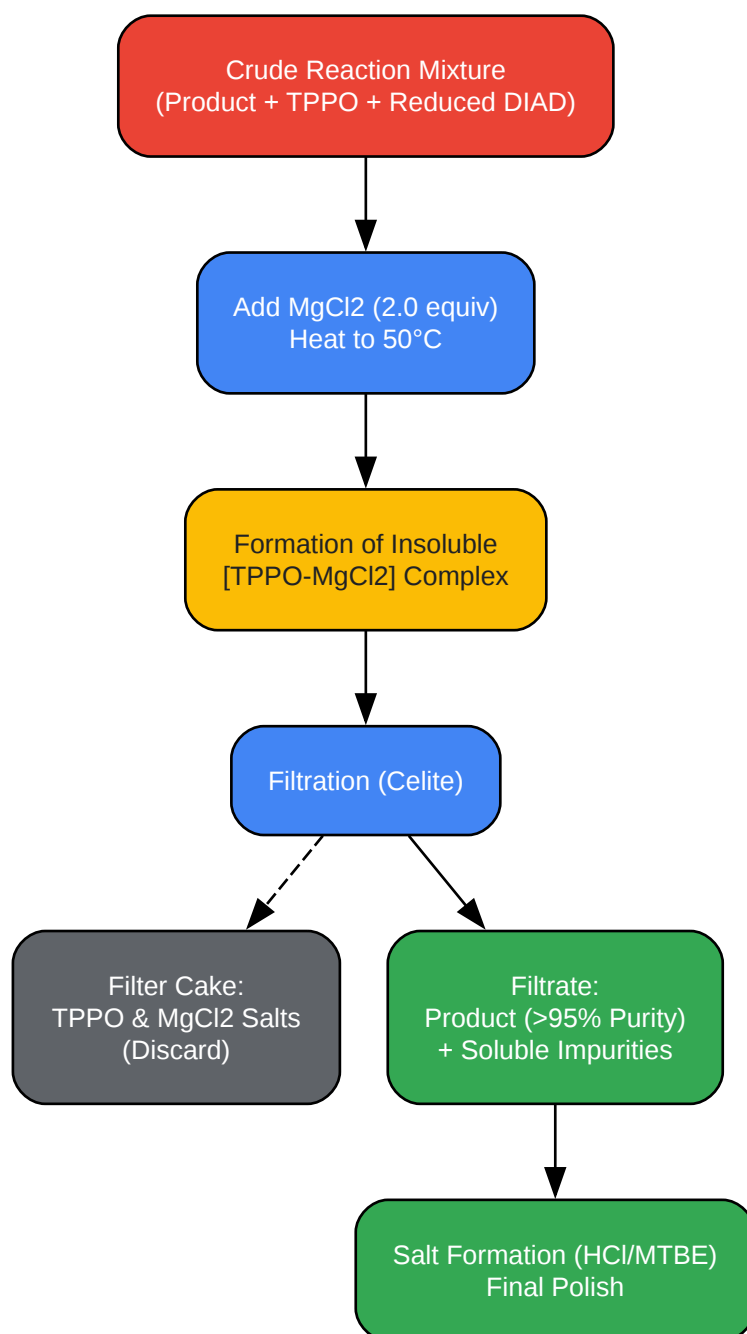 Crude Reaction Mixture
(Product + TPPO + Reduced DIAD)
Add MgCl2 (2.0 equiv)
Heat to 50°C
Formation of Insoluble
[TPPO-MgCl2] Complex
Filtration (Celite)
Filter Cake:
TPPO & MgCl2 Salts
(Discard)
Filtrate:
Product (>95% Purity)
+ Soluble Impurities
Salt Formation (HCl/MTBE)
Final Polish